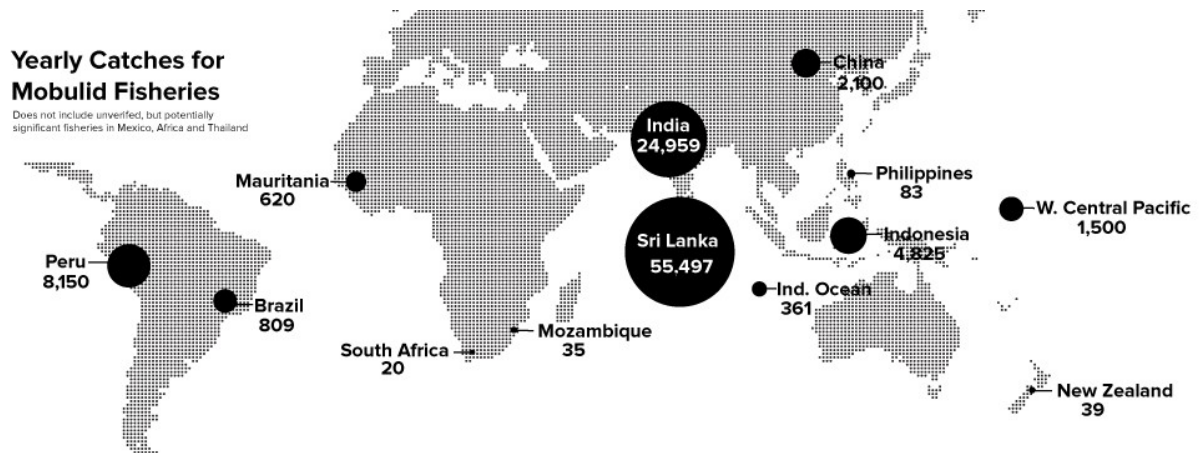 Yearly Catches for
Mobulid Fisheries
Does not include unverifed, but potentially
significant fisheries in Mexico, Africa and Thailand
China
2,100
India
24,959
Mauritania
620
Philippines
83
W. Central Pacific
1,500
Sri Lanka
55,497
Indonesia
4,825
Peru
8,150
Brazil
809
Ind. Ocean
361
Mozambique
35
South Africa
20
New Zealand
39